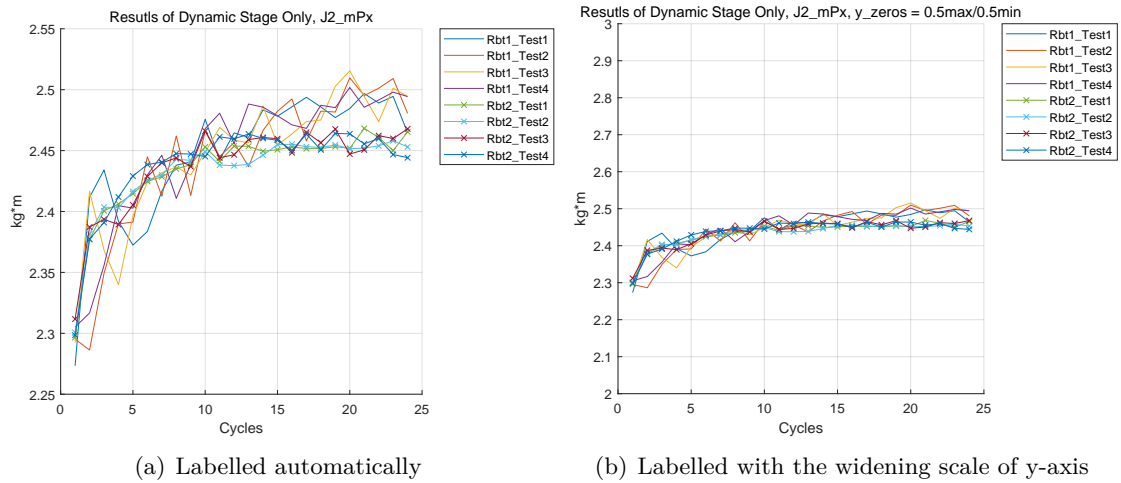 Resutls of Dynamic Stage Only, J2_mPx
2.55
2.5
2.45
2.4
2.35
2.3
2.25
kg*m
0
5
10
15
20
25
Cycles
Rbt1_Test1
Rbt1_Test2
Rbt1_Test3
Rbt1_Test4
Rbt2_Test1
Rbt2_Test2
Rbt2_Test3
Rbt2_Test4
(a) Labelled automatically
Resutls of Dynamic Stage Only, J2_mPx, y_zeros = 0.5max/0.5min
3
2.9
2.8
2.7
2.6
2.5
2.4
2.3
2.2
2.1
2
kg*m
0
5
10
15
20
25
Cycles
Rbt1_Test1
Rbt1_Test2
Rbt1_Test3
Rbt1_Test4
Rbt2_Test1
Rbt2_Test2
Rbt2_Test3
Rbt2_Test4
(b) Labelled with the widening scale of y-axis